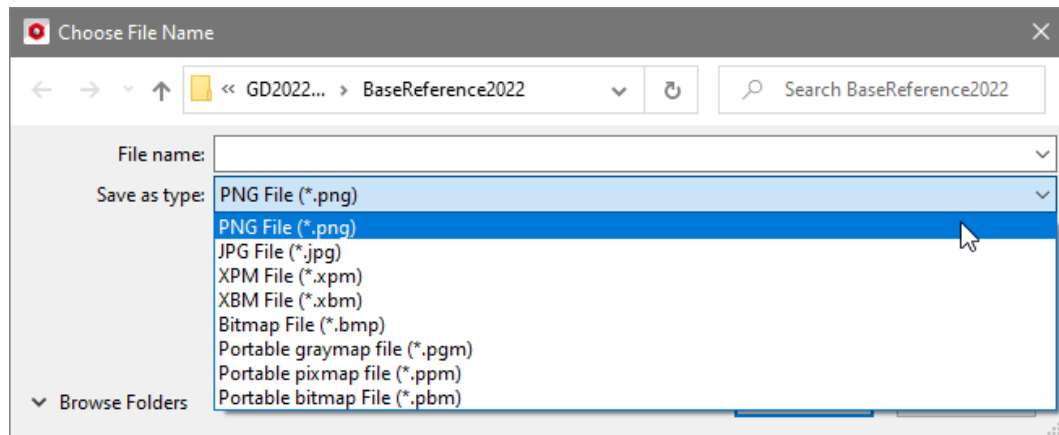 Choose File Name
« GD2022... › BaseReference2022
Search BaseReference2022
File name:
Save as type: PNG File (*.png)
PNG File (*.png)
JPG File (*.jpg)
XPM File (*.xpm)
XBM File (*.xbm)
Bitmap File (*.bmp)
Portable graymap file (*.pgm)
Portable pixmap file (*.ppm)
Portable bitmap File (*.pbm)
Browse Folders